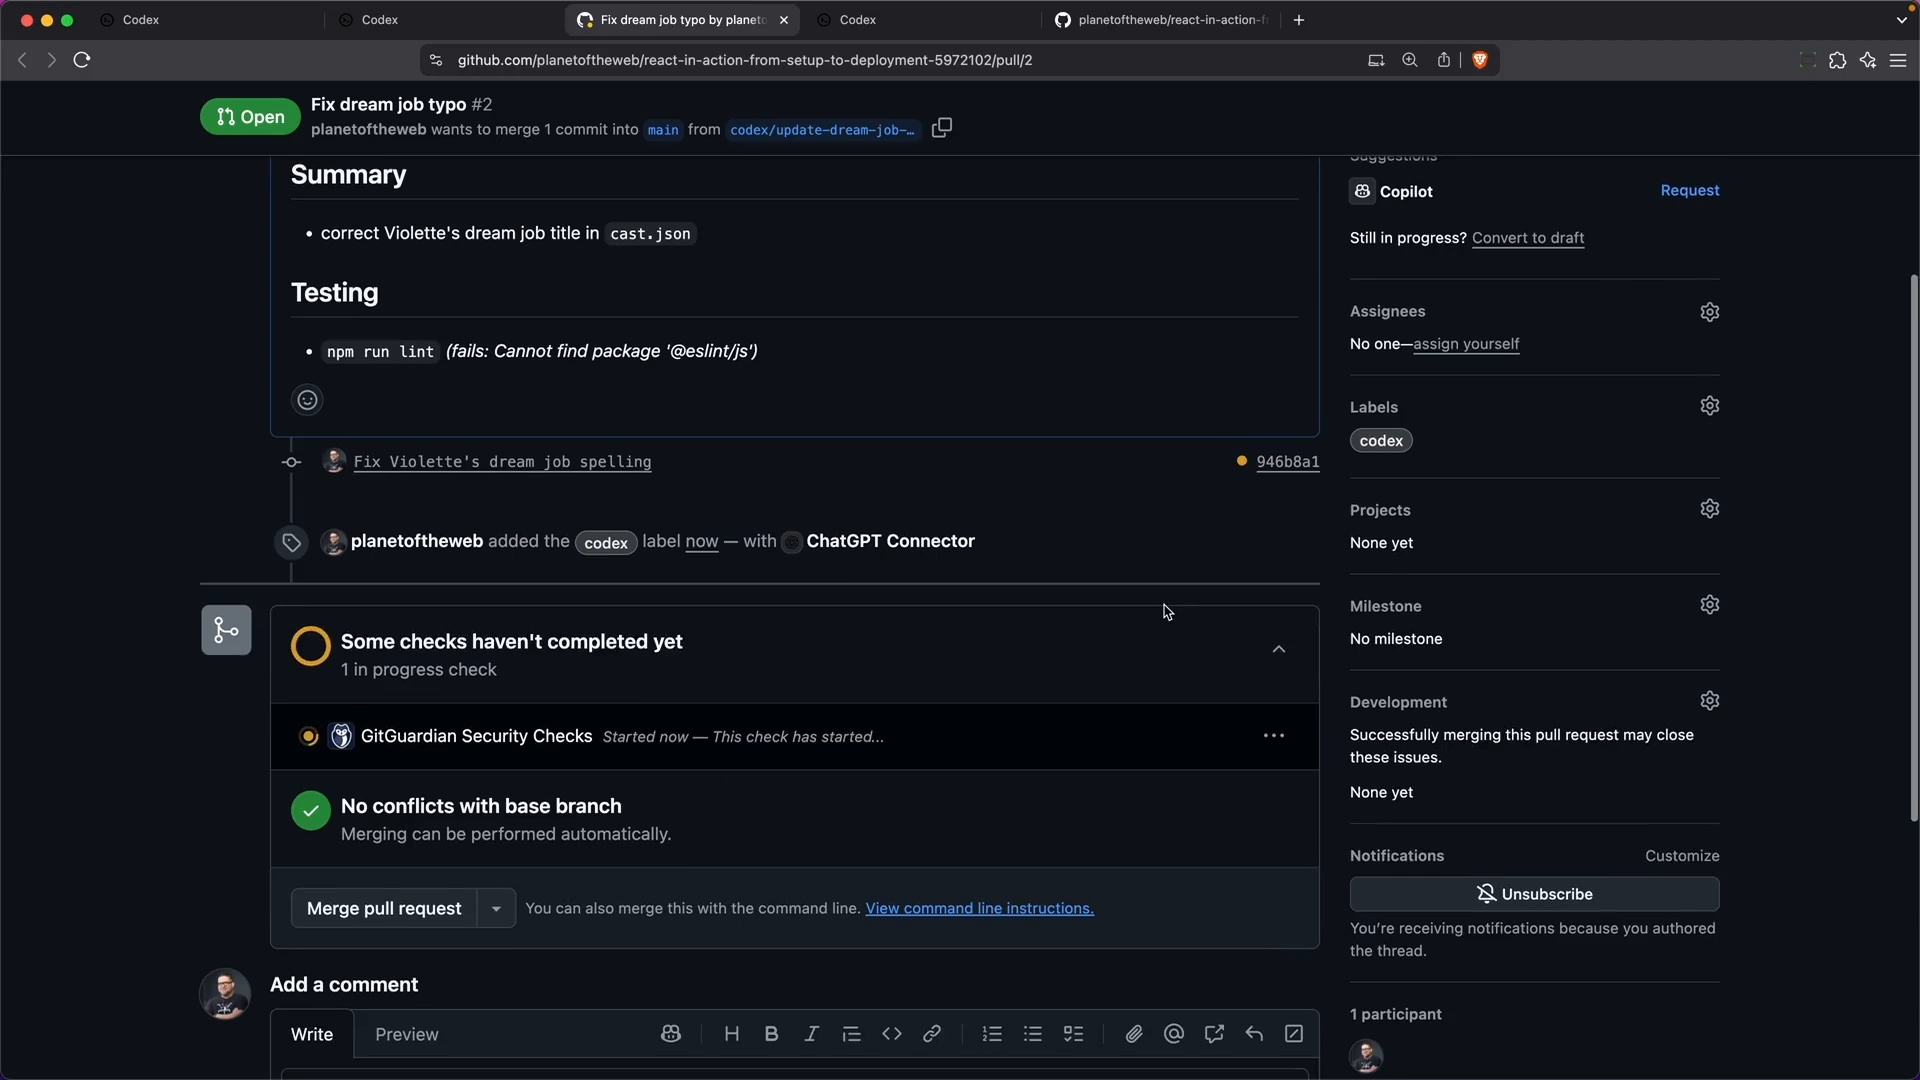 Codex
Codex
Fix dream job typo by planeto
Codex
planetoftheweb/react-in-action-f
github.com/planetoftheweb/react-in-action-from-setup-to-deployment-5972102/pull/2
Open
Fix dream job typo #2
planetoftheweb wants to merge 1 commit into main from codex/update-dream-job-…
Summary
• correct Violette's dream job title in cast.json
Testing
• npm run lint (fails: Cannot find package '@eslint/js')
Fix Violette's dream job spelling
946b8a1
planetoftheweb added the codex label now — with ChatGPT Connector
Some checks haven't completed yet
1 in progress check
GitGuardian Security Checks Started now — This check has started...
No conflicts with base branch
Merging can be performed automatically.
Merge pull request
You can also merge this with the command line. View command line instructions.
Add a comment
Write
Preview
Suggestions
Copilot
Request
Still in progress? Convert to draft
Assignees
No one—assign yourself
Labels
codex
Projects
None yet
Milestone
No milestone
Development
Successfully merging this pull request may close
these issues.
None yet
Notifications
Customize
Unsubscribe
You're receiving notifications because you authored
the thread.
1 participant